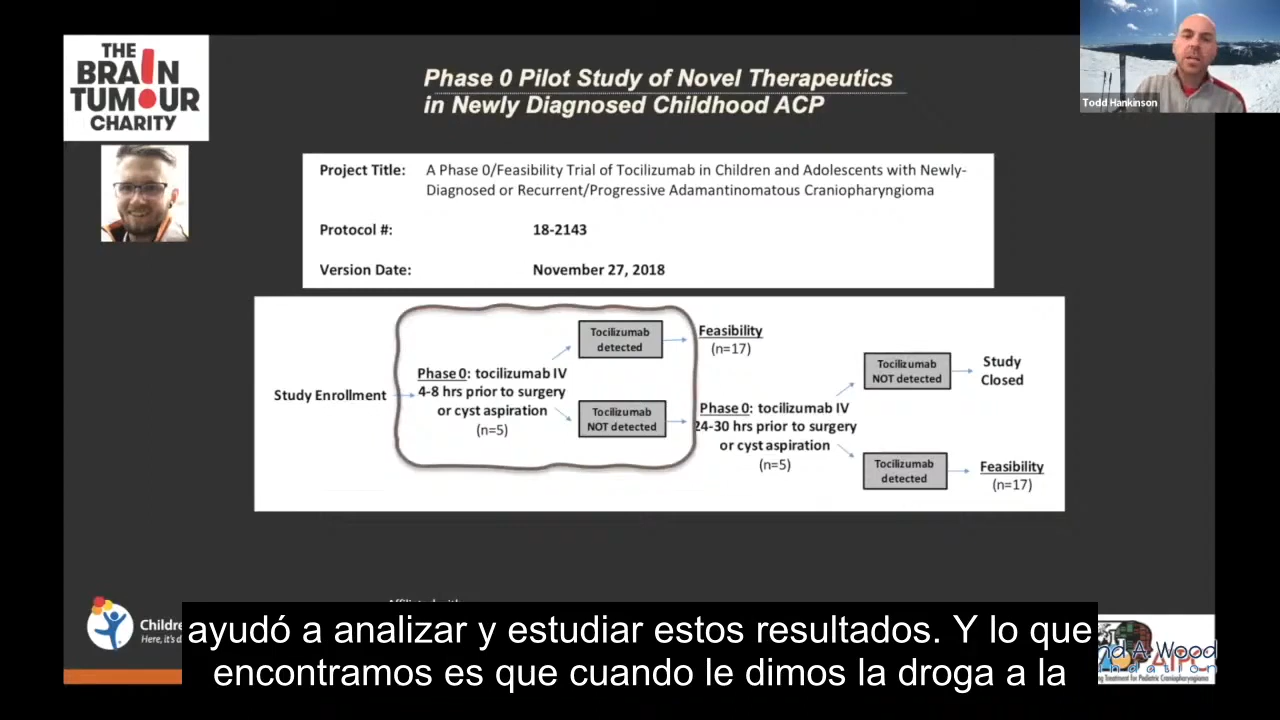 THE
BRAIN
TUMOUR
CHARITY
Phase 0 Pilot Study of Novel Therapeutics
in Newly Diagnosed Childhood ACP
Todd Hankinson
Project Title: A Phase 0/Feasibility Trial of Tocilizumab in Children and Adolescents with Newly-
Diagnosed or Recurrent/Progressive Adamantinomatous Craniopharyngioma
Protocol #: 18-2143
Version Date: November 27, 2018
Study Enrollment
Phase 0: tocilizumab IV
4-8 hrs prior to surgery
or cyst aspiration
(n=5)
Tocilizumab
detected
Tocilizumab
NOT detected
Feasibility
(n=17)
Phase 0: tocilizumab IV
24-30 hrs prior to surgery
or cyst aspiration
(n=5)
Tocilizumab
NOT detected
Tocilizumab
detected
Study
Closed
Feasibility
(n=17)
Here, it's
ayudó a analizar y estudiar estos resultados. Y lo que
encontramos es que cuando le dimos la droga a la
A Wood